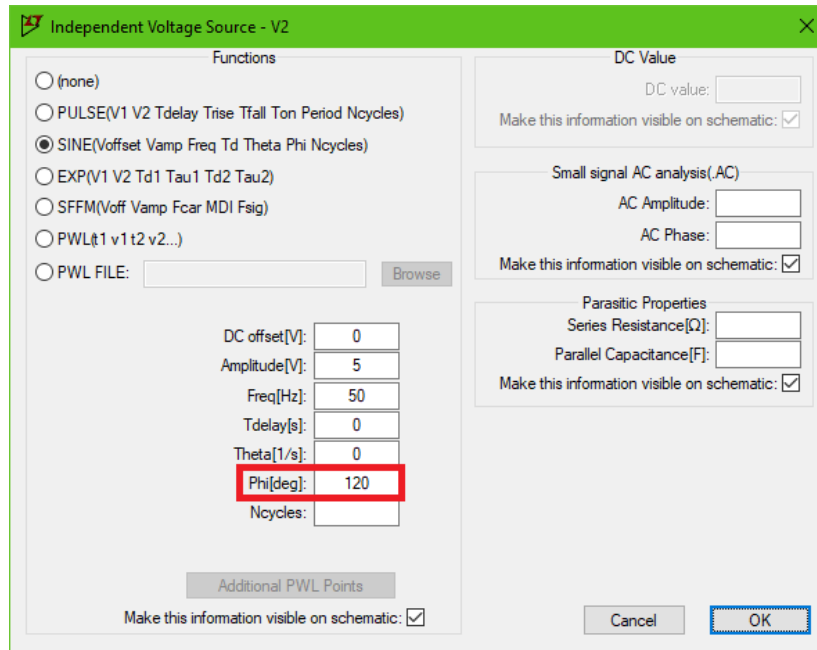 Independent Voltage Source - V2
Functions
(none)
PULSE(V1 V2 Tdelay Trise Tfall Ton Period Ncycles)
SINE(Voffset Vamp Freq Td Theta Phi Ncycles)
EXP(V1 V2 Td1 Tau1 Td2 Tau2)
SFFM(Voff Vamp Fcar MDI Fsig)
PWL(t1 v1 t2 v2...)
PWL FILE: Browse
DC offset[V]: 0
Amplitude[V]: 5
Freq[Hz]: 50
Tdelay[s]: 0
Theta[1/s]: 0
Phi[deg]: 120
Ncycles:
Additional PWL Points
Make this information visible on schematic:
DC Value
DC value:
Make this information visible on schematic:
Small signal AC analysis(.AC)
AC Amplitude:
AC Phase:
Make this information visible on schematic:
Parasitic Properties
Series Resistance[Ω]:
Parallel Capacitance[F]:
Make this information visible on schematic:
Cancel OK